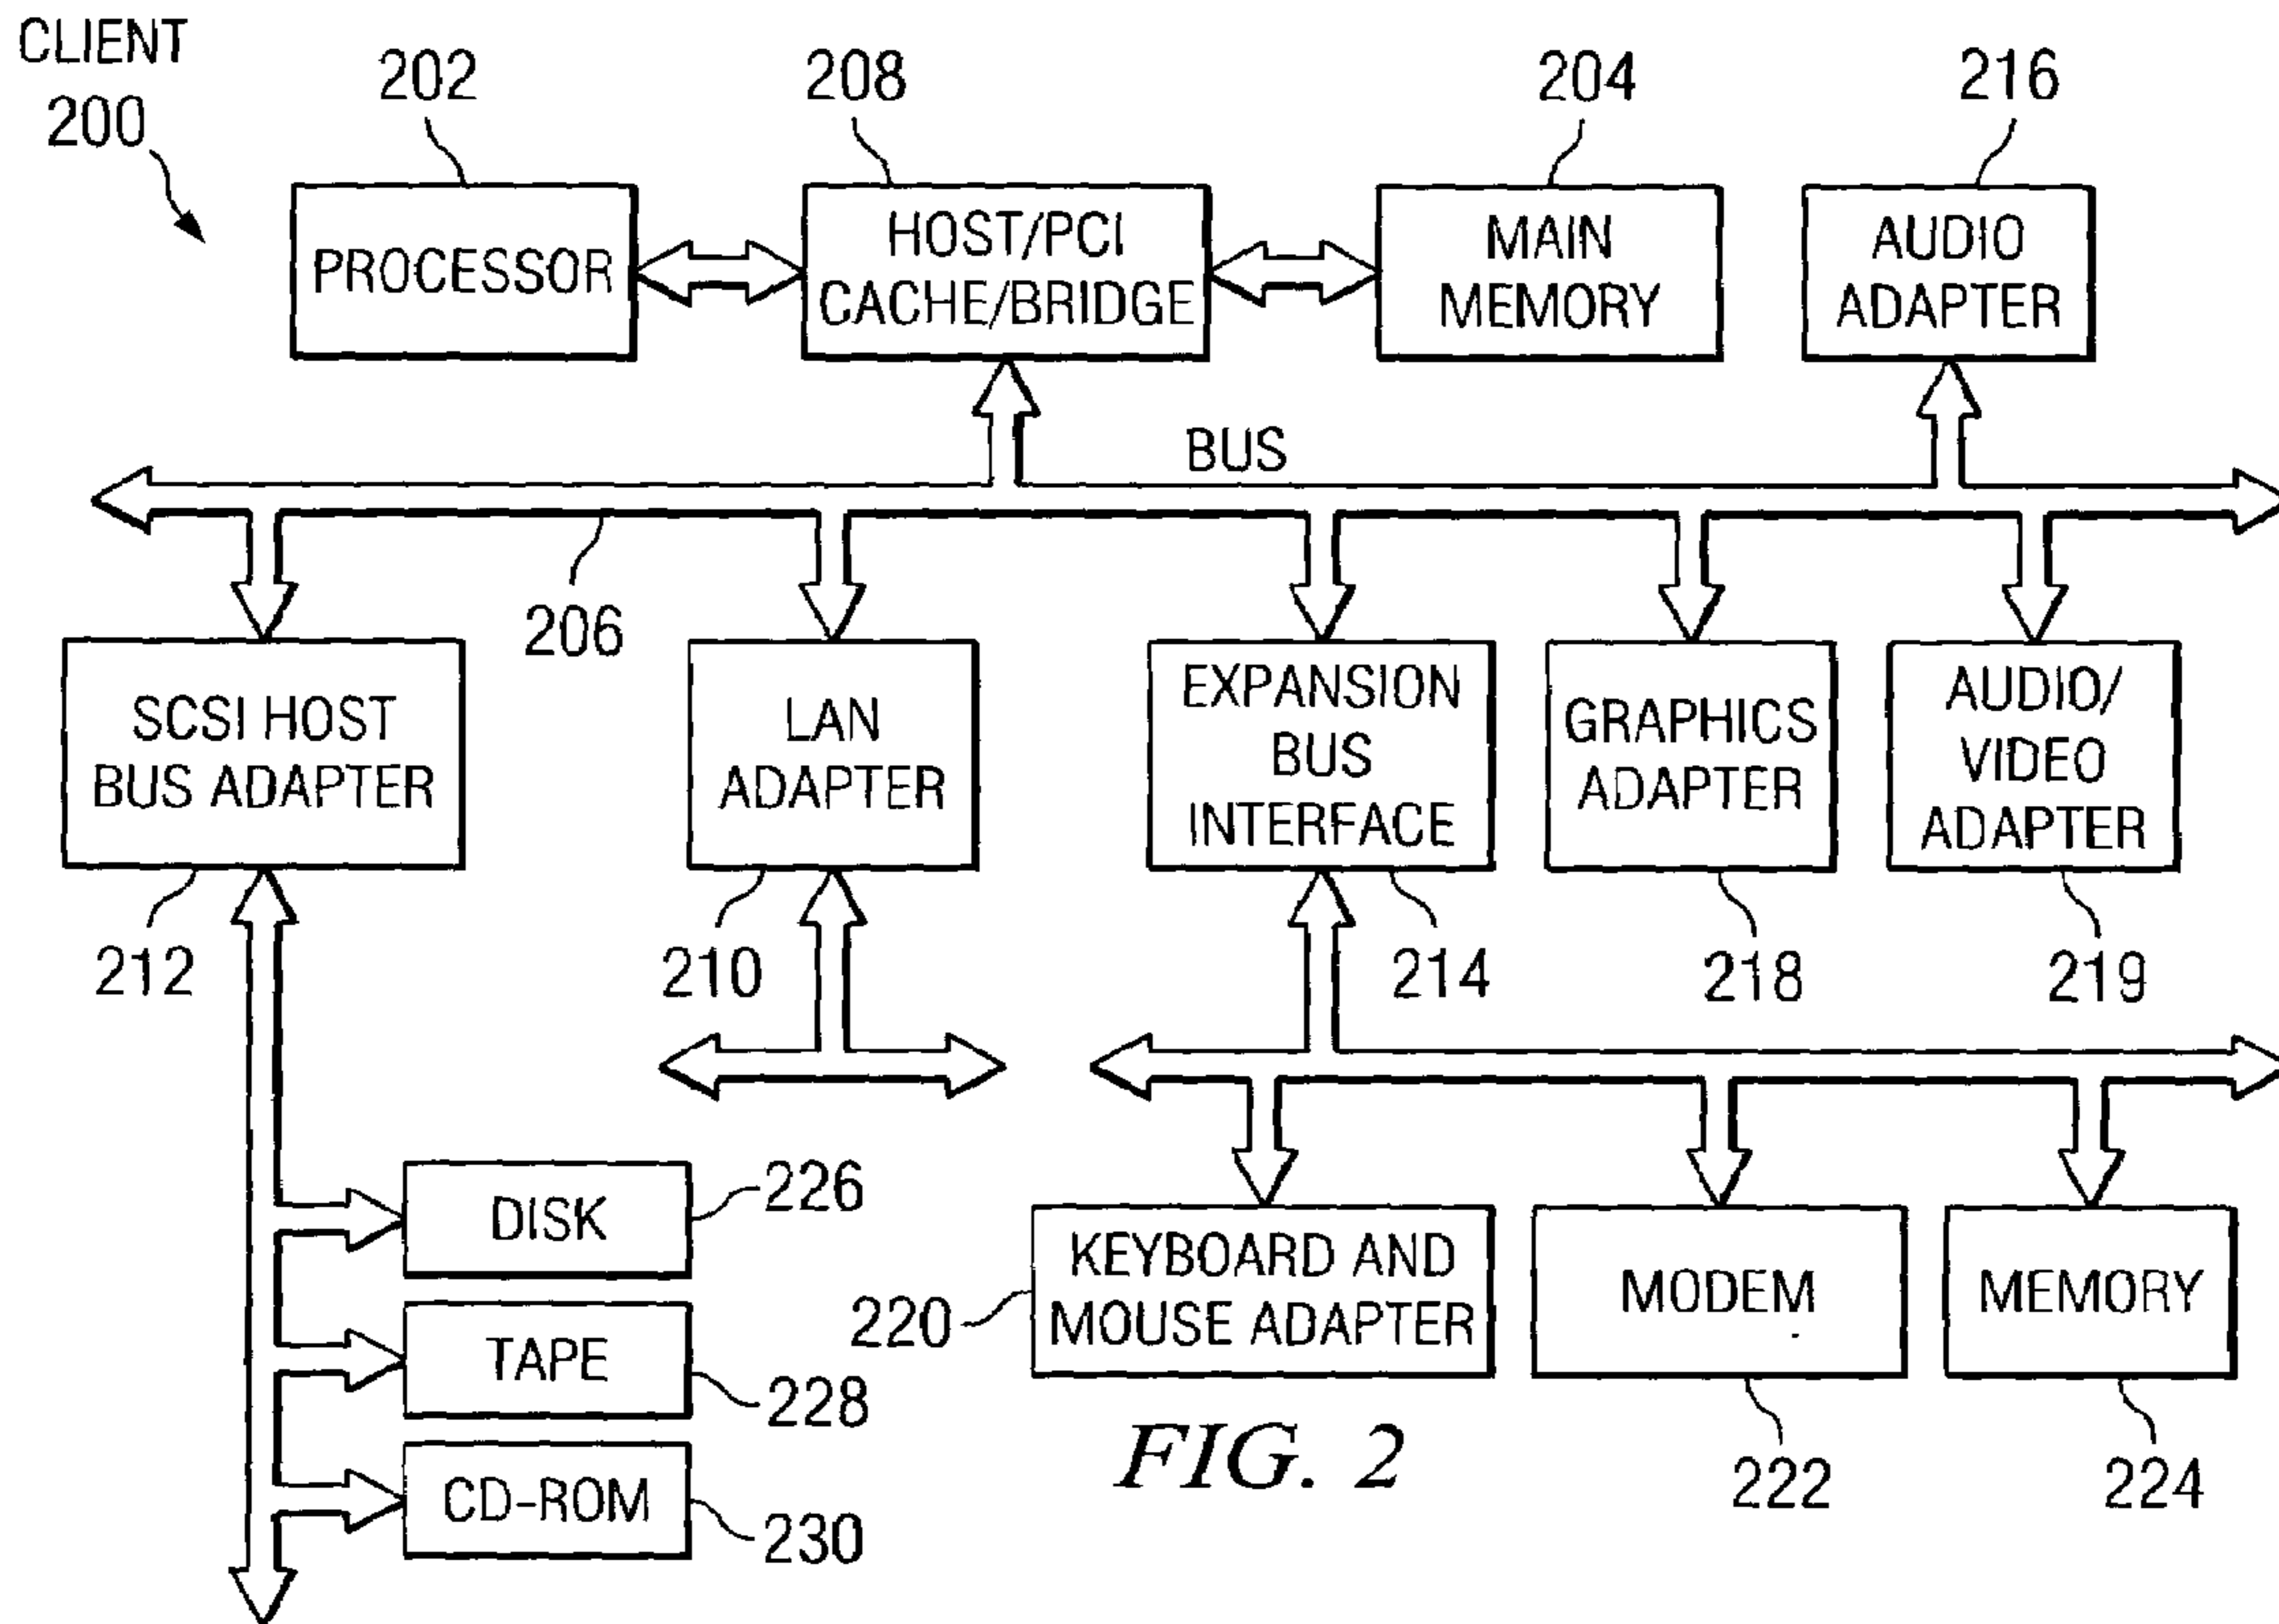 CLIENT
200
202
208
204
216
PROCESSOR
HOST/PCI
CACHE/BRIDGE
MAIN
MEMORY
AUDIO
ADAPTER
BUS
206
SCSI HOST
BUS ADAPTER
LAN
ADAPTER
EXPANSION
BUS
INTERFACE
GRAPHICS
ADAPTER
AUDIO/
VIDEO
ADAPTER
212
210
214
218
219
DISK
226
TAPE
228
CD-ROM
230
220
KEYBOARD AND
MOUSE ADAPTER
MODEM
MEMORY
222
224
FIG. 2